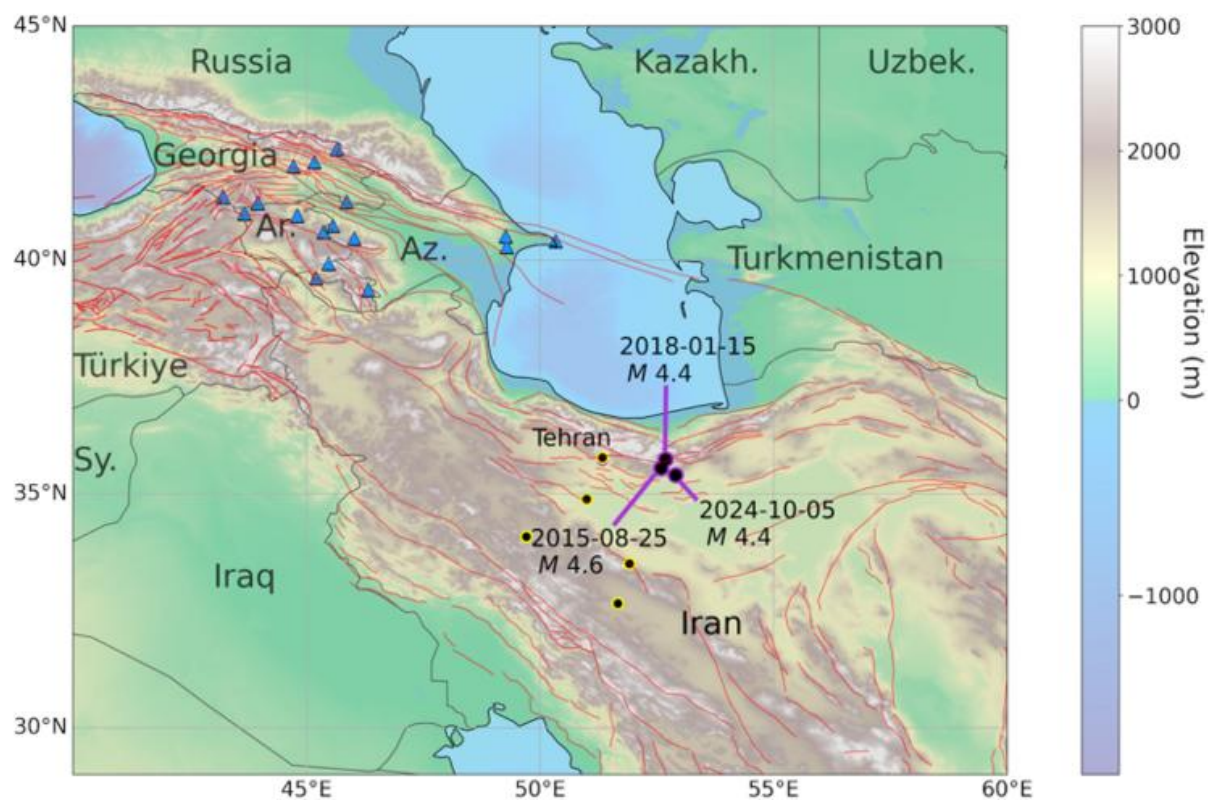 45°N
40°N
35°N
30°N
45°E
50°E
55°E
60°E
Russia
Kazakh.
Uzbek.
Georgia
Ar.
Az.
Turkmenistan
Türkiye
2018-01-15
M 4.4
Tehran
Sy.
2024-10-05
M 4.4
2015-08-25
M 4.6
Iraq
Iran
3000
2000
1000
0
−1000
Elevation (m)